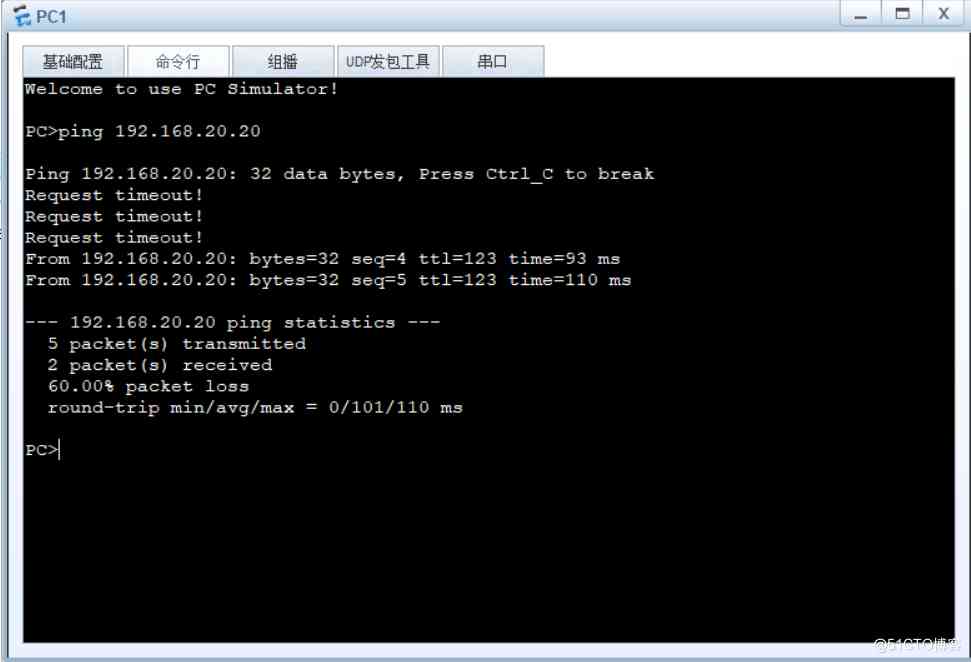 PC1
基础配置 命令行 组播 UDP发包工具 串口
Welcome to use PC Simulator!
PC>ping 192.168.20.20
Ping 192.168.20.20: 32 data bytes, Press Ctrl_C to break
Request timeout!
Request timeout!
Request timeout!
From 192.168.20.20: bytes=32 seq=4 ttl=123 time=93 ms
From 192.168.20.20: bytes=32 seq=5 ttl=123 time=110 ms
--- 192.168.20.20 ping statistics ---
5 packet(s) transmitted
2 packet(s) received
60.00% packet loss
round-trip min/avg/max = 0/101/110 ms
PC>
@51CTO博客